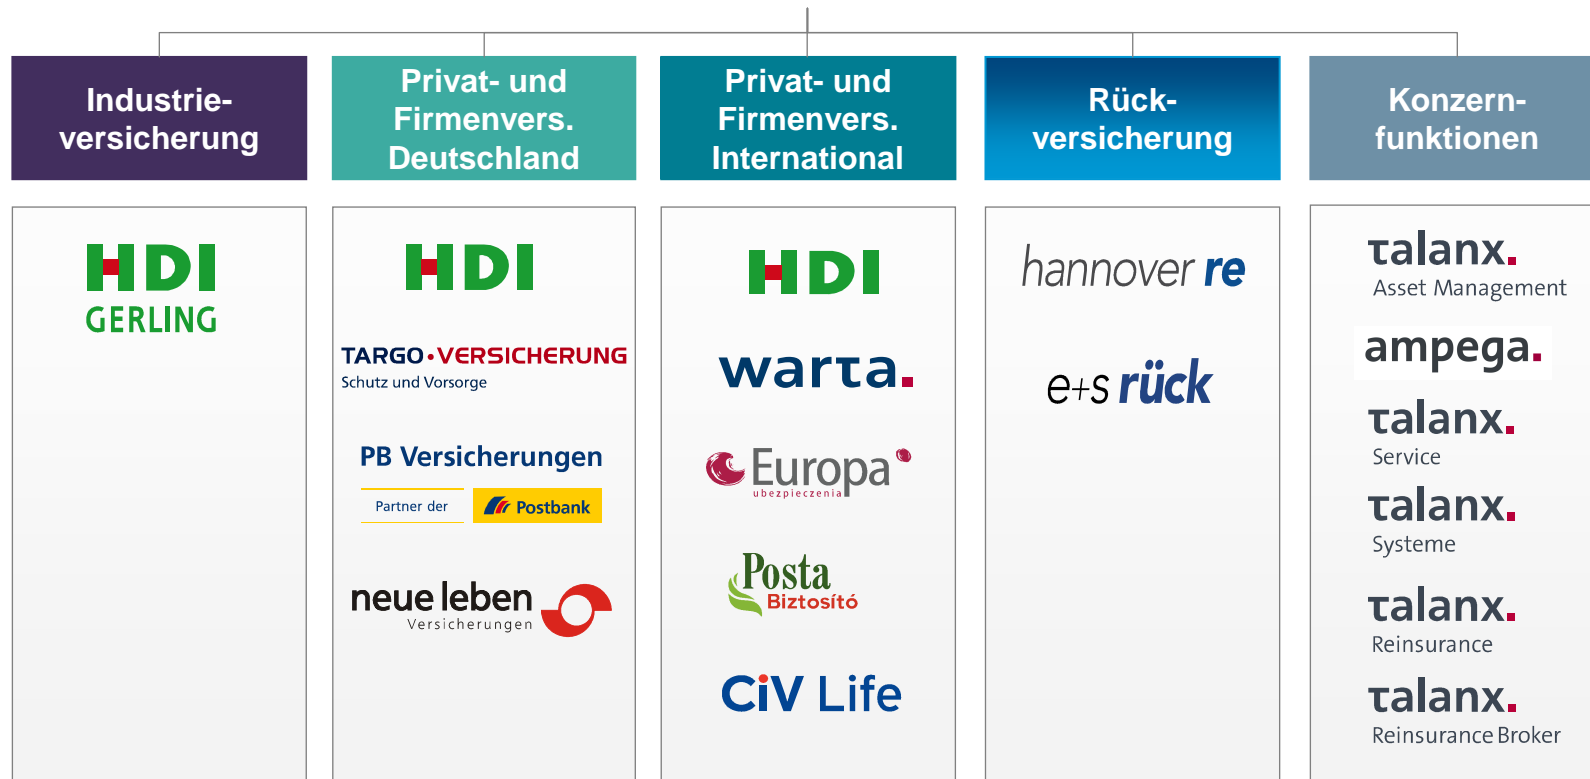 Industrie-
versicherung
Privat- und
Firmenvers.
Deutschland
Privat- und
Firmenvers.
International
Rück-
versicherung
Konzern-
funktionen
HDI
GERLING
HDI
TARGO•VERSICHERUNG
Schutz und Vorsorge
PB Versicherungen
Partner der
Postbank
neue leben
Versicherungen
HDI
warta.
Europa
ubezpieczenia
Posta
Biztosító
CiV Life
hannover re
e+s rück
talanx.
Asset Management
ampega.
talanx.
Service
talanx.
Systeme
talanx.
Reinsurance
talanx.
Reinsurance Broker